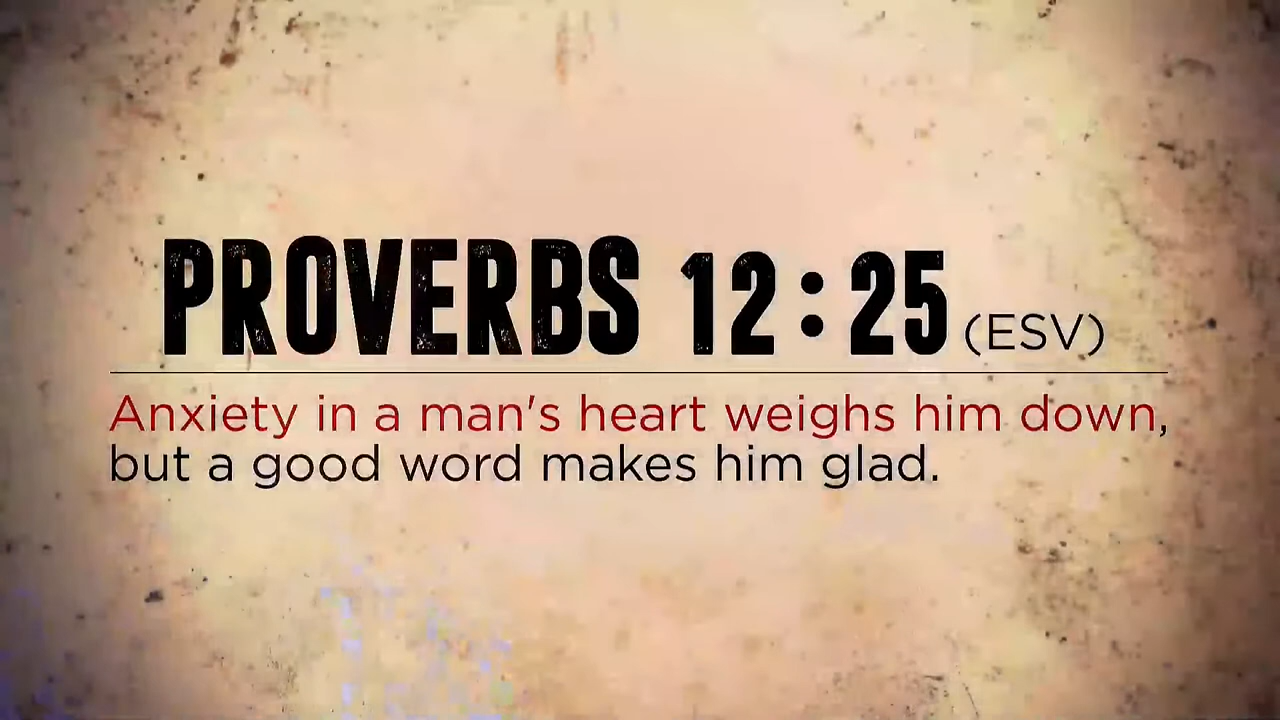 PROVERBS 12:25 (ESV)
Anxiety in a man's heart weighs him down,
but a good word makes him glad.